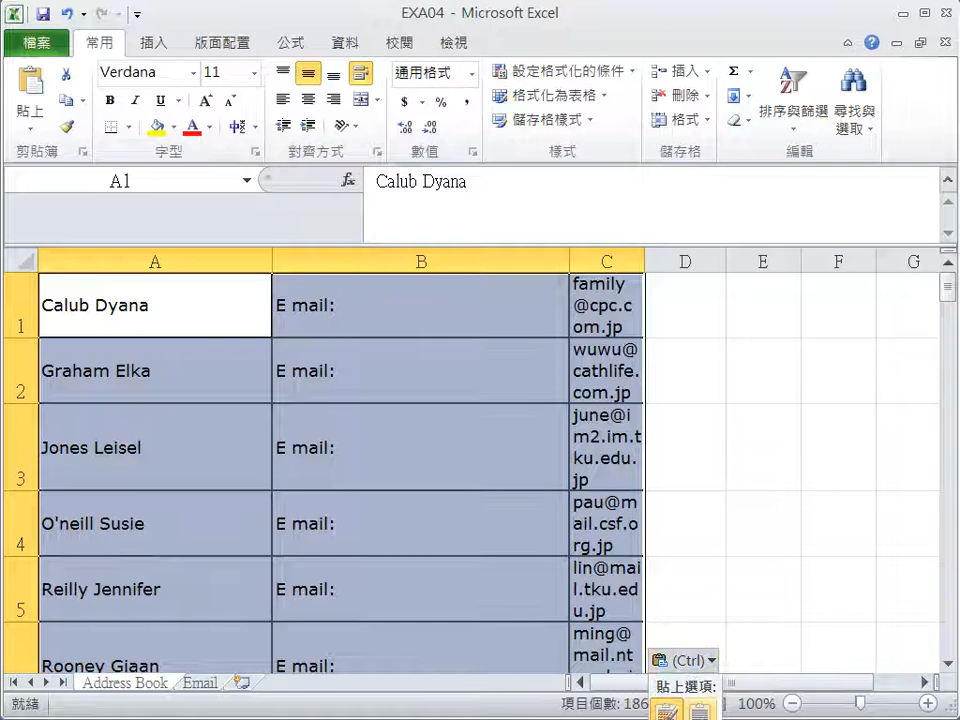 EXA04 - Microsoft Excel
檔案 常用 插入 版面配置 公式 資料 校閱 檢視
貼上
剪貼簿
Verdana 11
B I U A A
A 中
字型
對齊方式
通用格式
$ % ,
.0 .00 .00 .0
數值
設定格式化的條件
格式化為表格
儲存格樣式
樣式
插入
刪除
格式
儲存格
Σ
排序與篩選
尋找與
選取
編輯
A1 fx Calub Dyana
A B C D E F G
1 Calub Dyana E mail: family
@cpc.c
om.jp
2 Graham Elka E mail: wuwu@
cathlife.
com.jp
3 Jones Leisel E mail: june@i
m2.im.t
ku.edu.
jp
4 O'neill Susie E mail: pau@m
ail.csf.o
rg.jp
5 Reilly Jennifer E mail: lin@mai
l.tku.ed
u.jp
Rooney Giaan E mail: ming@
mail.nt
(Ctrl)
貼上選項:
Address Book Email
就緒 項目個數: 186 100%